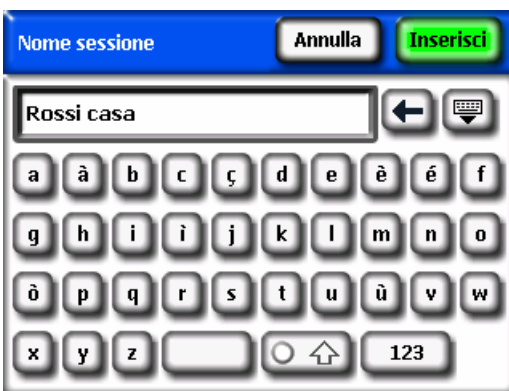 Nome sessione Annulla Inserisci
Rossi casa
a à b c ç d e è é f
g h i ì j k l m n o
ò p q r s t u ù v w
x y z 123